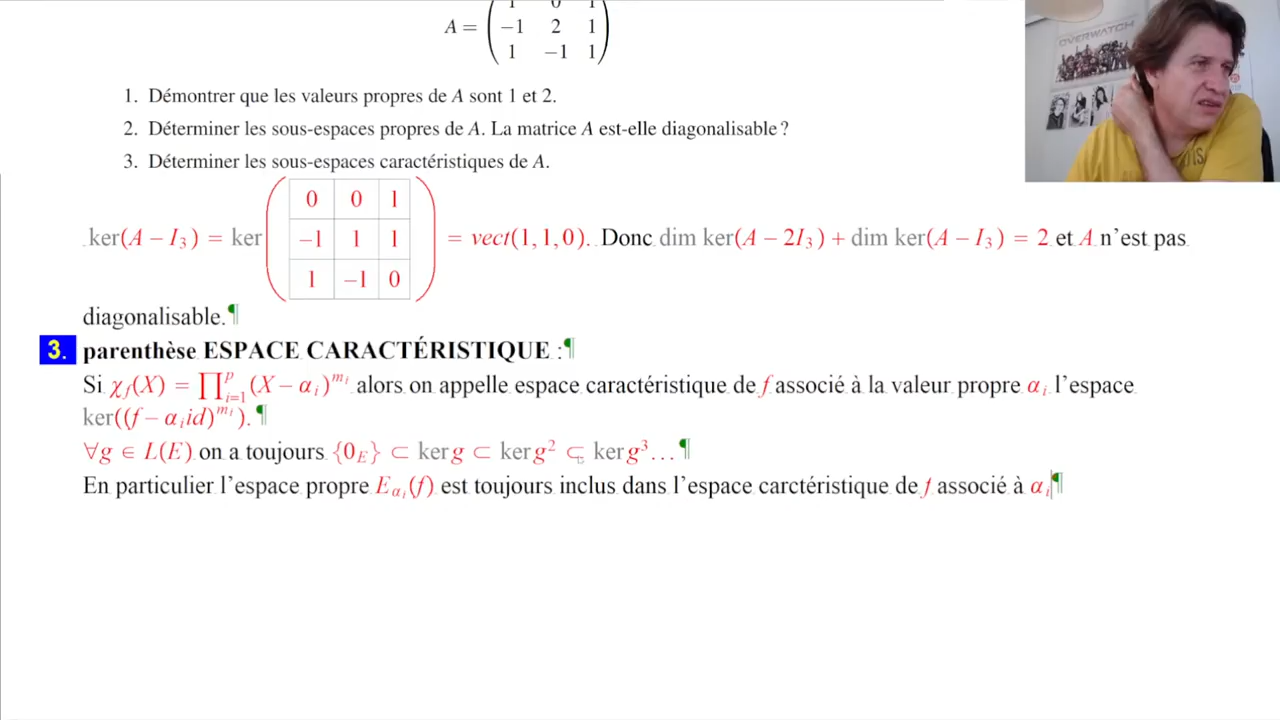 A = ( 1 0 1
−1 2 1
1 −1 1 )
1. Démontrer que les valeurs propres de A sont 1 et 2.
2. Déterminer les sous-espaces propres de A. La matrice A est-elle diagonalisable ?
3. Déterminer les sous-espaces caractéristiques de A.
0 0 1
ker(A − I₃) = ker ( −1 1 1 ) = vect(1, 1, 0). Donc dim ker(A − 2I₃) + dim ker(A − I₃) = 2 et A n’est pas
1 −1 0
diagonalisable.¶
3. parenthèse ESPACE CARACTÉRISTIQUE :¶
Si χ_f(X) = ∏_{i=1}^{p} (X − α_i)^{m_i} alors on appelle espace caractéristique de f associé à la valeur propre α_i l’espace
ker((f − α_i id)^{m_i}).¶
∀g ∈ L(E) on a toujours {0_E} ⊂ ker g ⊂ ker g² ⊂ ker g³…¶
En particulier l’espace propre E_{α_i}(f) est toujours inclus dans l’espace carctéristique de f associé à α_i¶
OVERWATCH